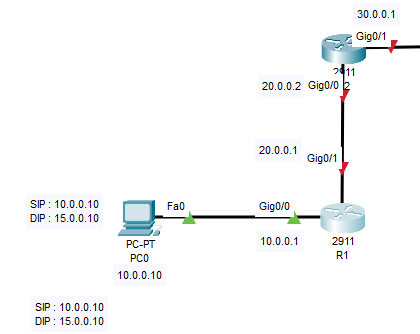 30.0.0.1
Gig0/1
2911
20.0.0.2 Gig0/0 2
20.0.0.1
Gig0/1
SIP : 10.0.0.10
DIP : 15.0.0.10
Fa0
Gig0/0
PC-PT
PC0
10.0.0.10
10.0.0.1
2911
R1
SIP : 10.0.0.10
DIP : 15.0.0.10